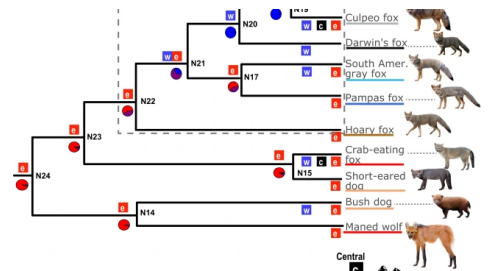 N19
w
Culpeo fox
N20
w c e
Darwin's fox
w
w e
South Amer.
gray fox
N21
w
N17
e
e
Pampas fox
e
e
N22
Hoary fox
e
e
N23
Crab-eating
fox
w c e
e
N15
Short-eared
dog
N24
e
e
Bush dog
e
w e
N14
Maned wolf
e
Central
C